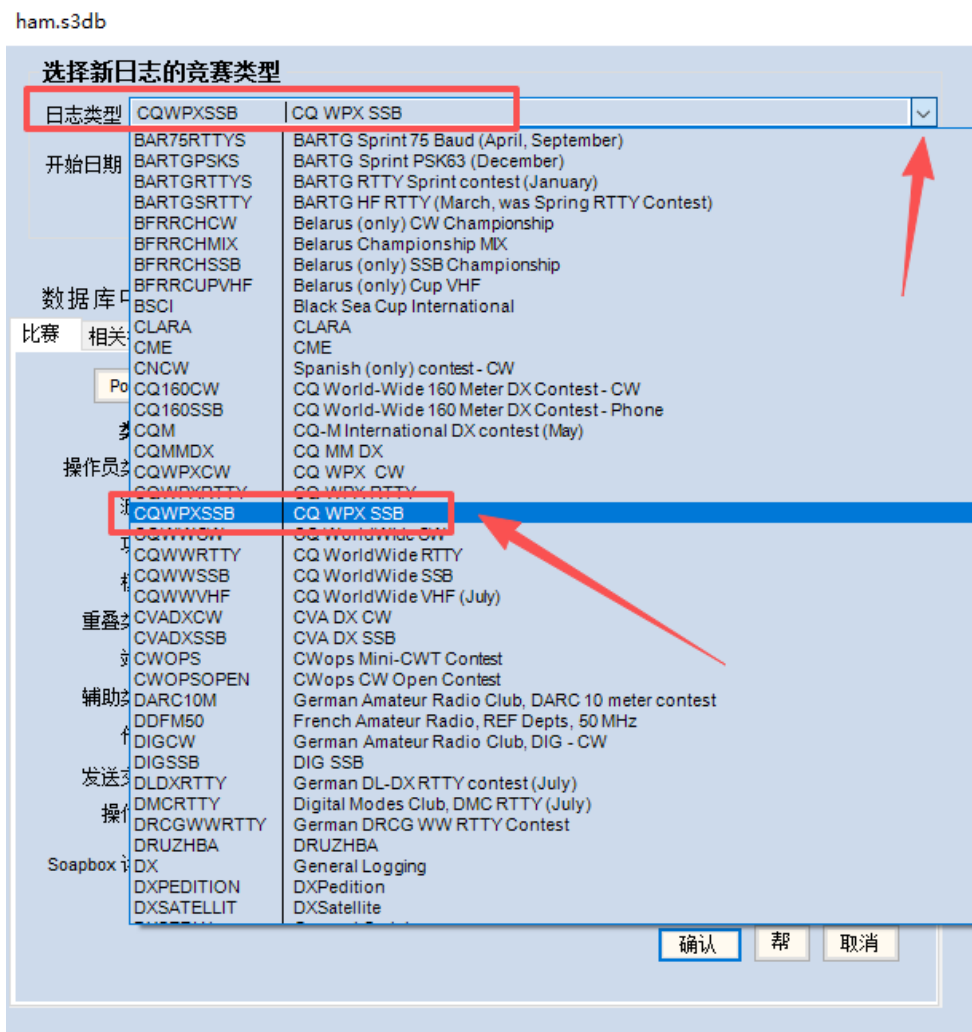 ham.s3db
选择新日志的竞赛类型
日志类型 CQWPXSSB CQ WPX SSB
BAR75RTTYS BARTG Sprint 75 Baud (April, September)
开始日期 BARTGPSKS BARTG Sprint PSK63 (December)
BARTGRTTYS BARTG RTTY Sprint contest (January)
BARTGSRTTY BARTG HF RTTY (March, was Spring RTTY Contest)
BFRRCHCW Belarus (only) CW Championship
BFRRCHMIX Belarus Championship MIX
BFRRCHSSB Belarus (only) SSB Championship
BFRRCUPVHF Belarus (only) Cup VHF
数据库
BSCI Black Sea Cup International
比赛 相关
CLARA CLARA
CME CME
CNCW Spanish (only) contest - CW
Po
CQ160CW CQ World-Wide 160 Meter DX Contest - CW
CQ160SSB CQ World-Wide 160 Meter DX Contest - Phone
CQM CQ-M International DX contest (May)
CQMMDX CQ MM DX
操作员
CQWPXCW CQ WPX CW
CQWPXRTTY CQ WPX RTTY
CQWPXSSB CQ WPX SSB
CQWWCW CQ WorldWide CW
CQWWRTTY CQ WorldWide RTTY
CQWWSSB CQ WorldWide SSB
CQWWVHF CQ WorldWide VHF (July)
重叠
CVADXCW CVA DX CW
CVADXSSB CVA DX SSB
CWOPS CWops Mini-CWT Contest
CWOPSOPEN CWops CW Open Contest
辅助
DARC10M German Amateur Radio Club, DARC 10 meter contest
DDFM50 French Amateur Radio, REF Depts, 50 MHz
DIGCW German Amateur Radio Club, DIG - CW
DIGSSB DIG SSB
发送
DLDXRTTY German DL-DX RTTY contest (July)
DMCRTTY Digital Modes Club, DMC RTTY (July)
操
DRCGWWRTTY German DRCG WW RTTY Contest
DRUZHBA DRUZHBA
Soapbox
DX General Logging
DXPEDITION DXPedition
DXSATELLIT DXSatellite
确认 帮 取消